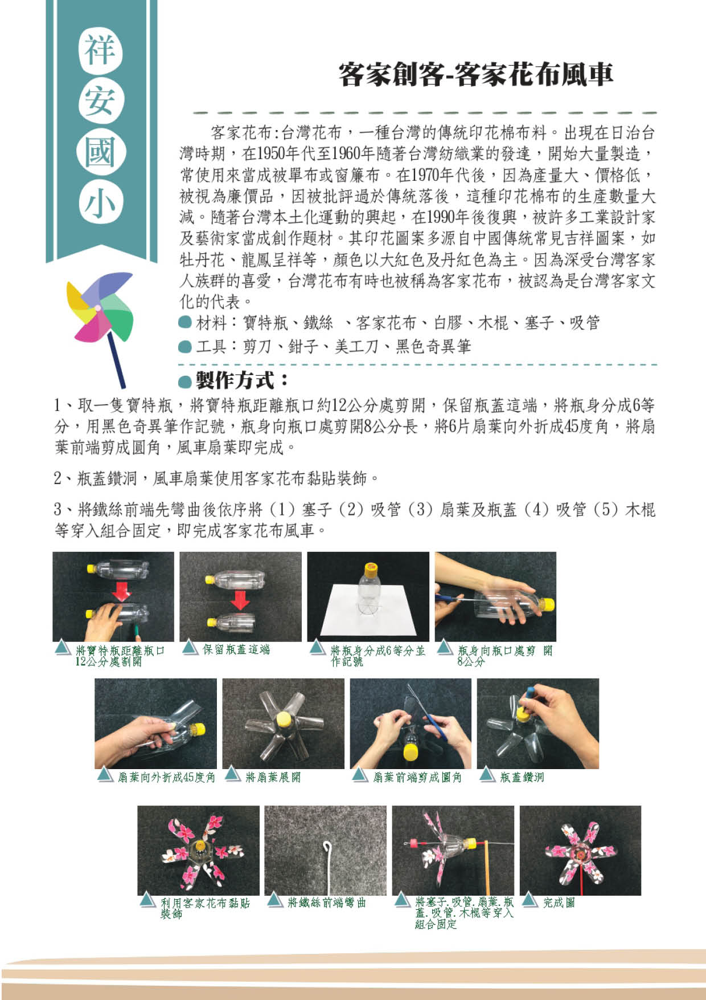 祥安國小
客家創客-客家花布風車
客家花布:台灣花布，一種台灣的傳統印花棉布料。出現在日治台
灣時期，在1950年代至1960年隨著台灣紡織業的發達，開始大量製造，
常使用來當成被單布或窗簾布。在1970年代後，因為產量大、價格低，
被視為廉價品，因被批評過於傳統落後，這種印花棉布的生產數量大
減。隨著台灣本土化運動的興起，在1990年後復興，被許多工業設計家
及藝術家當成創作題材。其印花圖案多源自中國傳統常見吉祥圖案，如
牡丹花、龍鳳呈祥等，顏色以大紅色及丹紅色為主。因為深受台灣客家
人族群的喜愛，台灣花布有時也被稱為客家花布，被認為是台灣客家文
化的代表。
材料：寶特瓶、鐵絲 、客家花布、白膠、木棍、塞子、吸管
工具：剪刀、鉗子、美工刀、黑色奇異筆
製作方式：
1、取一隻寶特瓶，將寶特瓶距離瓶口約12公分處剪開，保留瓶蓋這端，將瓶身分成6等
分，用黑色奇異筆作記號，瓶身向瓶口處剪開8公分長，將6片扇葉向外折成45度角，將扇
葉前端剪成圓角，風車扇葉即完成。
2、瓶蓋鑽洞，風車扇葉使用客家花布黏貼裝飾。
3、將鐵絲前端先彎曲後依序將（1）塞子（2）吸管（3）扇葉及瓶蓋（4）吸管（5）木棍
等穿入組合固定，即完成客家花布風車。
將寶特瓶距離瓶口
12公分處割開
保留瓶蓋這端
將瓶身分成6等分並
作記號
瓶身向瓶口處剪 開
8公分
扇葉向外折成45度角
將扇葉展開
扇葉前端剪成圓角
瓶蓋鑽洞
利用客家花布黏貼
裝飾
將鐵絲前端彎曲
將塞子.吸管.扇葉.瓶
蓋.吸管.木棍等穿入
組合固定
完成圖